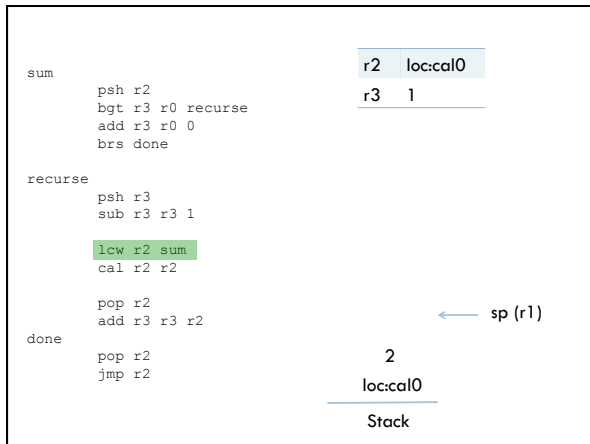 sum
psh r2
bgt r3 r0 recurse
add r3 r0 0
brs done
recurse
psh r3
sub r3 r3 1
lcw r2 sum
cal r2 r2
pop r2
add r3 r3 r2
done
pop r2
jmp r2
r2 loc:cal0
r3 1
sp (r1)
2
loc:cal0
Stack